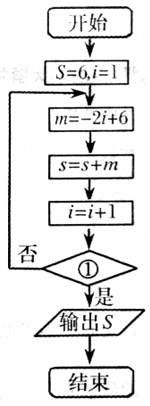 开始
S=6,i=1
m=-2i+6
s=s+m
i=i+1
否
①
是
输出S
结束